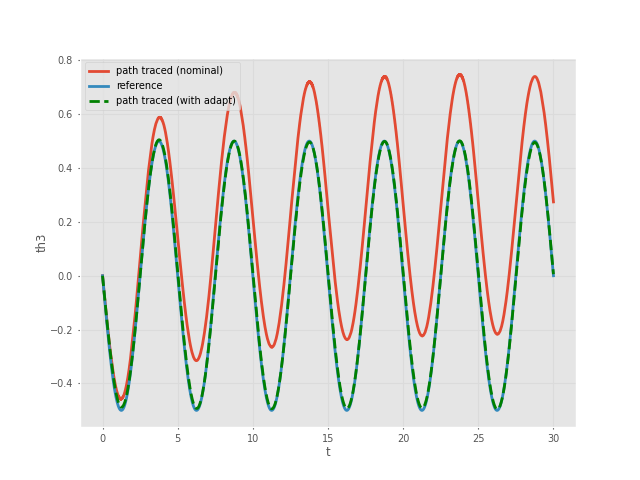 path traced (nominal)
reference
path traced (with adapt)
0.8
0.6
0.4
0.2
0.0
−0.2
−0.4
th3
0 5 10 15 20 25 30
t